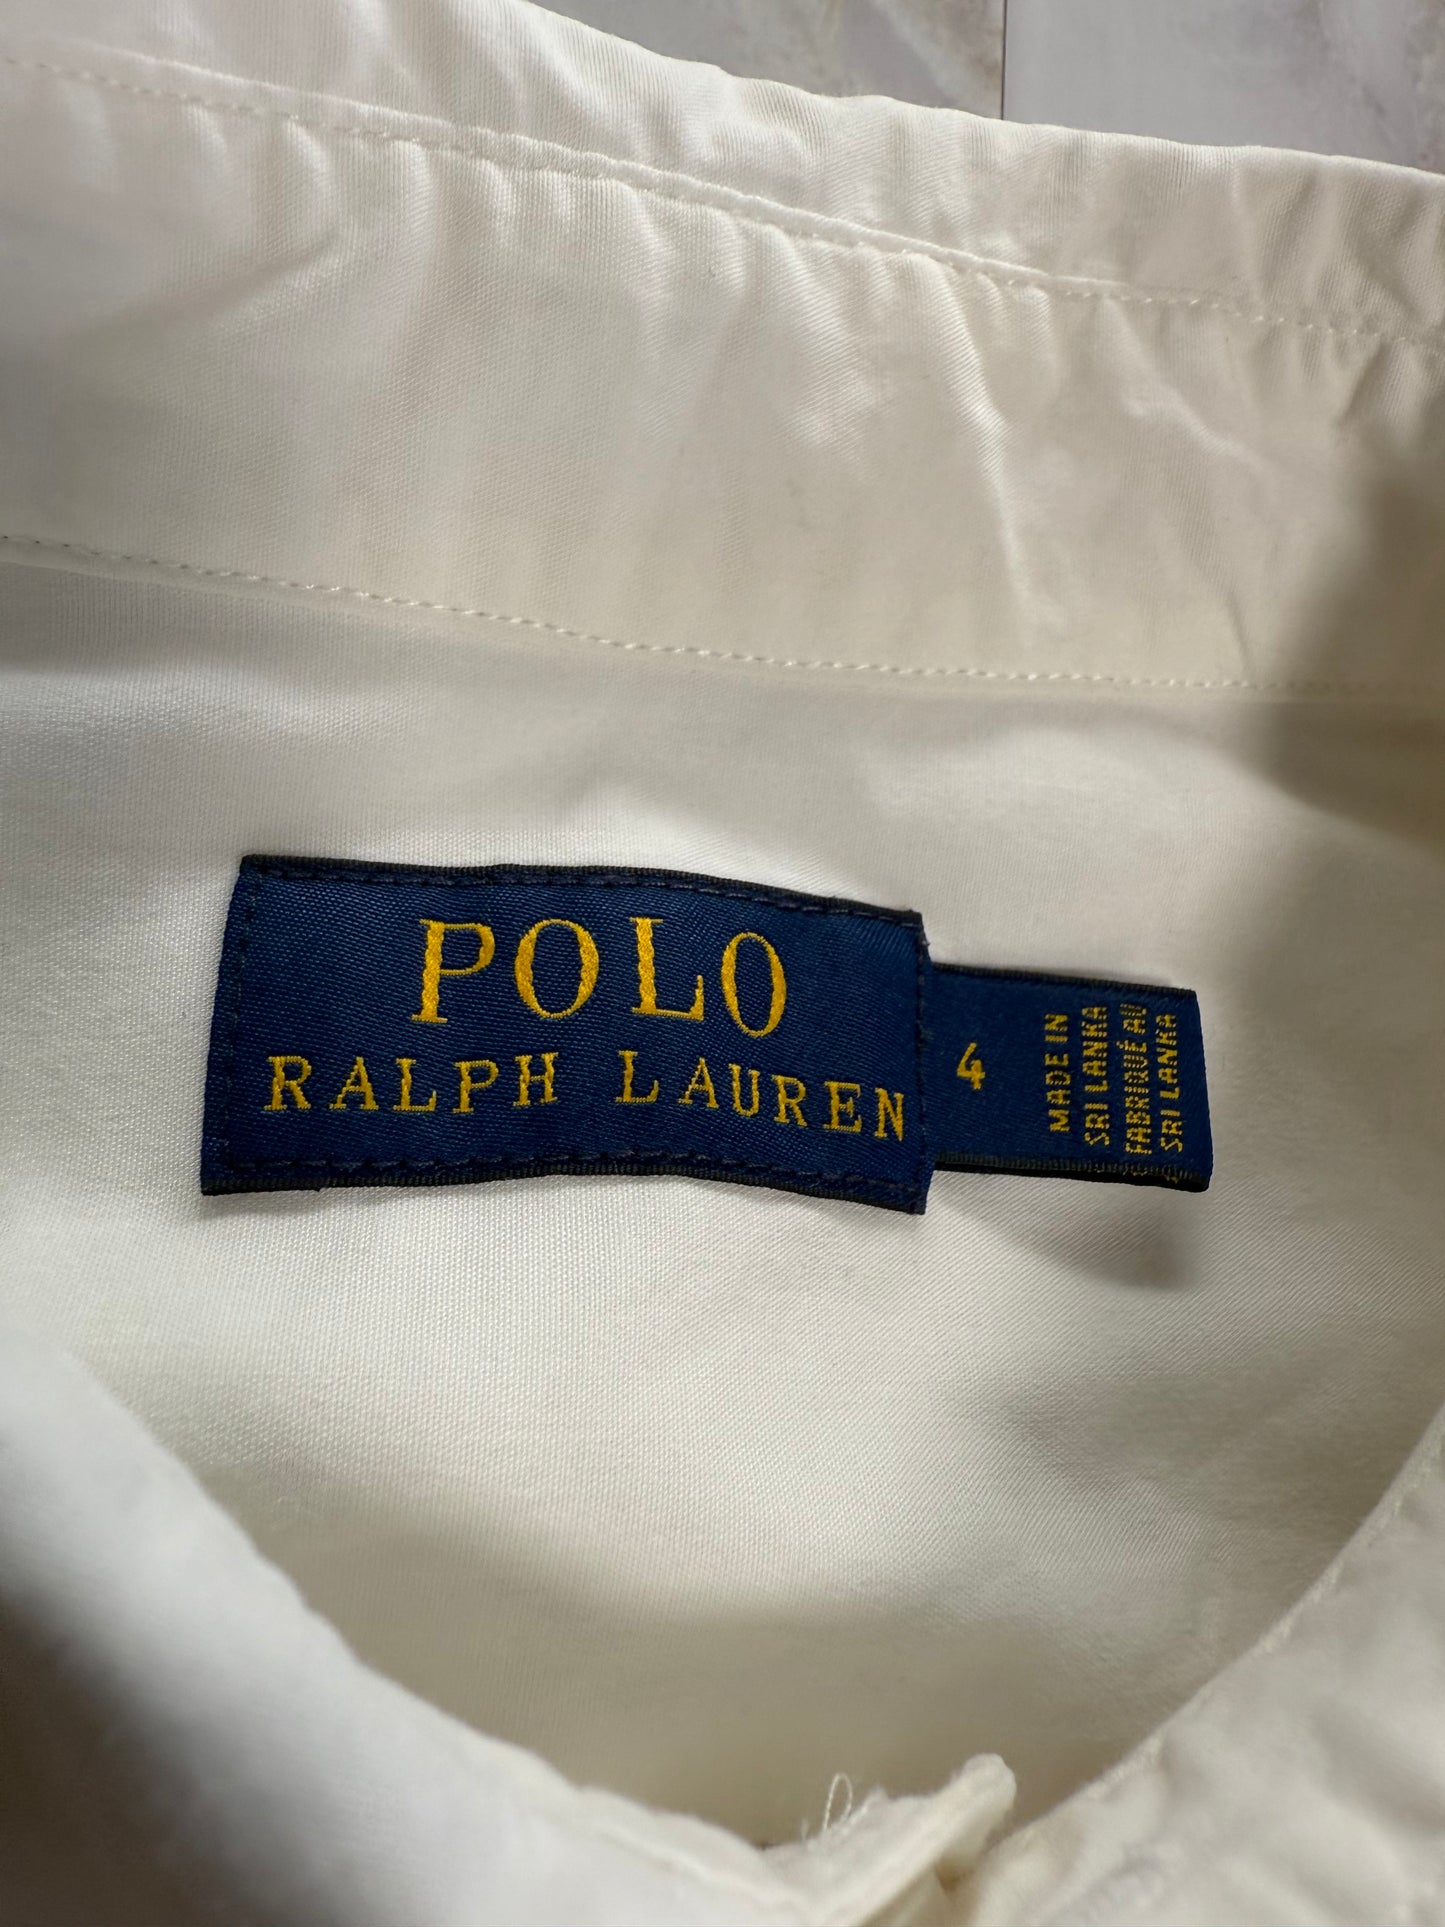 POLO
RALPH LAUREN
4
MADE IN
SRI LANKA
FABRIQUÉ AU
SRI LANKA